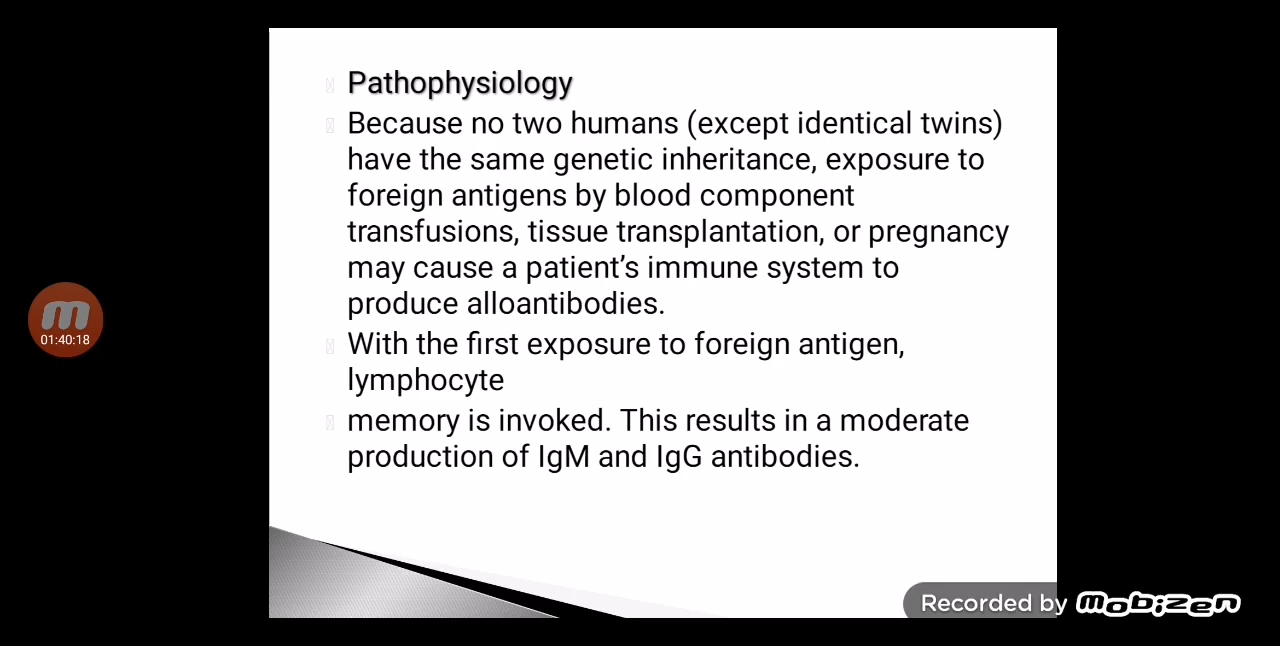 Pathophysiology
Because no two humans (except identical twins)
have the same genetic inheritance, exposure to
foreign antigens by blood component
transfusions, tissue transplantation, or pregnancy
may cause a patient’s immune system to
produce alloantibodies.
With the first exposure to foreign antigen,
lymphocyte
memory is invoked. This results in a moderate
production of IgM and IgG antibodies.
01:40:18
Recorded by mobizen